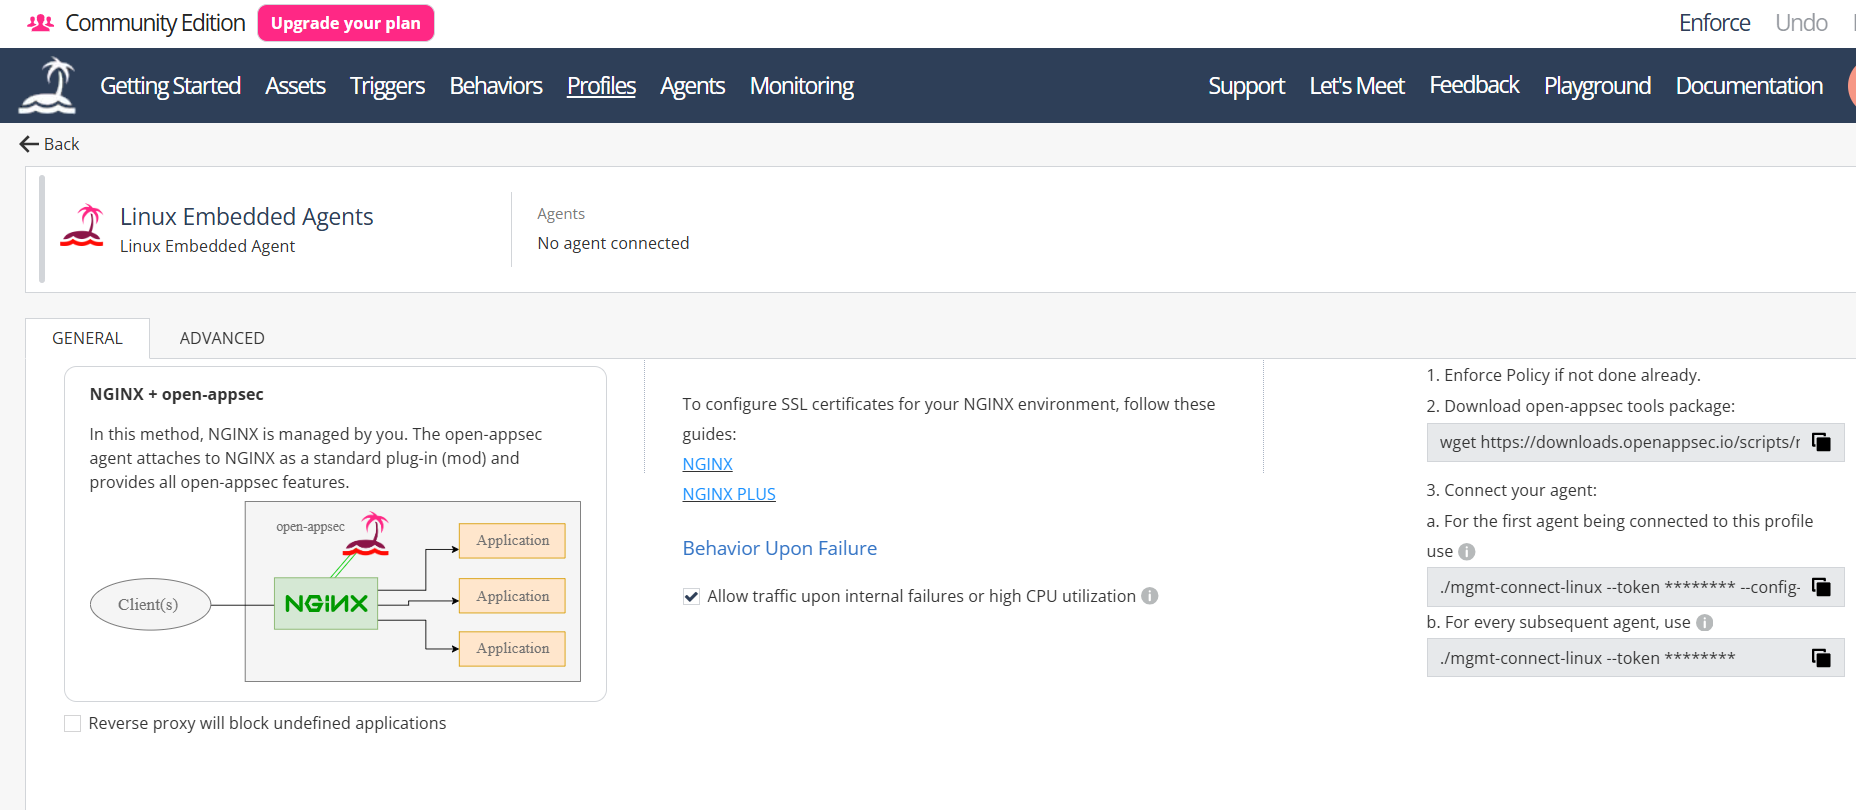 Community Edition
Upgrade your plan
Enforce
Undo
Getting Started
Assets
Triggers
Behaviors
Profiles
Agents
Monitoring
Support
Let's Meet
Feedback
Playground
Documentation
Back
Linux Embedded Agents
Linux Embedded Agent
Agents
No agent connected
GENERAL
ADVANCED
NGINX + open-appsec
In this method, NGINX is managed by you. The open-appsec
agent attaches to NGINX as a standard plug-in (mod) and
provides all open-appsec features.
open-appsec
Client(s)
NGINX
Application
Application
Application
Reverse proxy will block undefined applications
To configure SSL certificates for your NGINX environment, follow these
guides:
NGINX
NGINX PLUS
Behavior Upon Failure
Allow traffic upon internal failures or high CPU utilization
1. Enforce Policy if not done already.
2. Download open-appsec tools package:
wget https://downloads.openappsec.io/scripts/
3. Connect your agent:
a. For the first agent being connected to this profile
use
./mgmt-connect-linux --token ******** --config-
b. For every subsequent agent, use
./mgmt-connect-linux --token ********